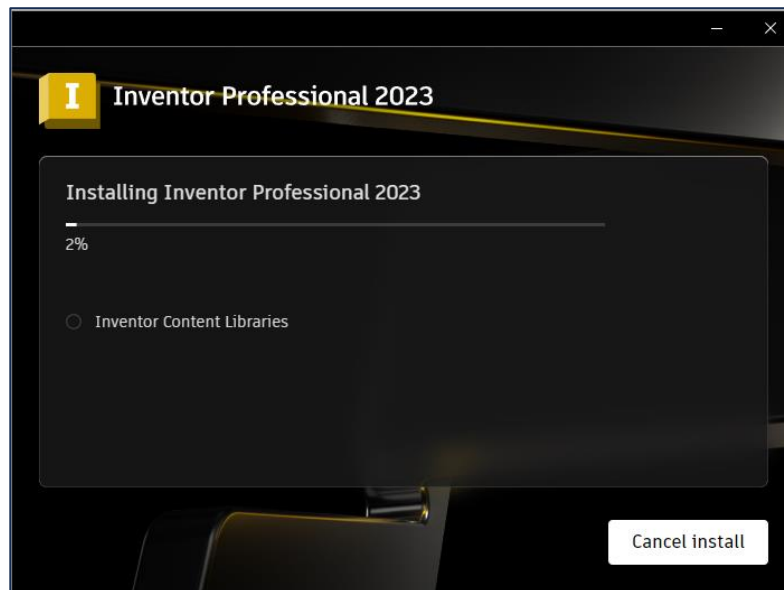 I
Inventor Professional 2023
Installing Inventor Professional 2023
2%
Inventor Content Libraries
Cancel install